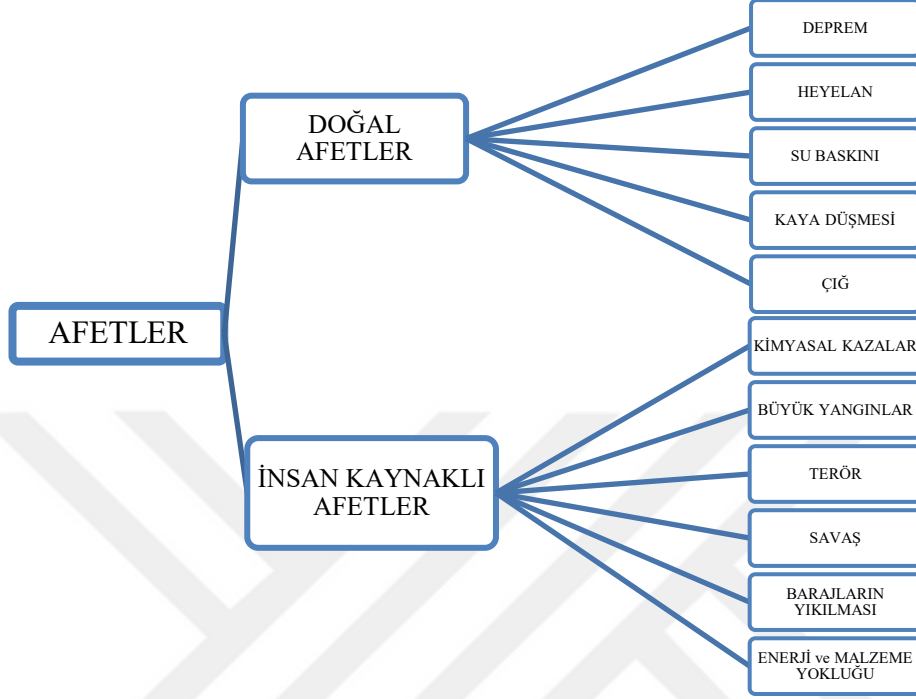 AFETLER
DOĞAL
AFETLER
DEPREM
HEYELAN
SU BASKINI
KAYA DÜŞMESİ
ÇIĞ
İNSAN KAYNAKLI
AFETLER
KİMYASAL KAZALAR
BÜYÜK YANGINLAR
TERÖR
SAVAŞ
BARAJLARIN
YIKILMASI
ENERJİ ve MALZEME
YOKLUĞU